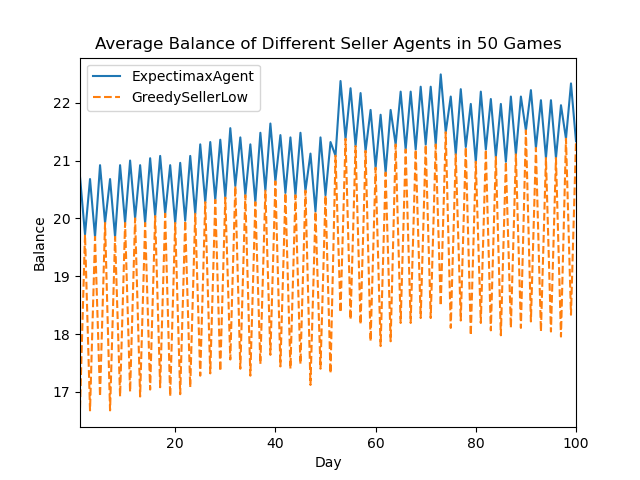 Average Balance of Different Seller Agents in 50 Games
ExpectimaxAgent
GreedySellerLow
22
21
20
19
18
17
Balance
20
40
60
80
100
Day